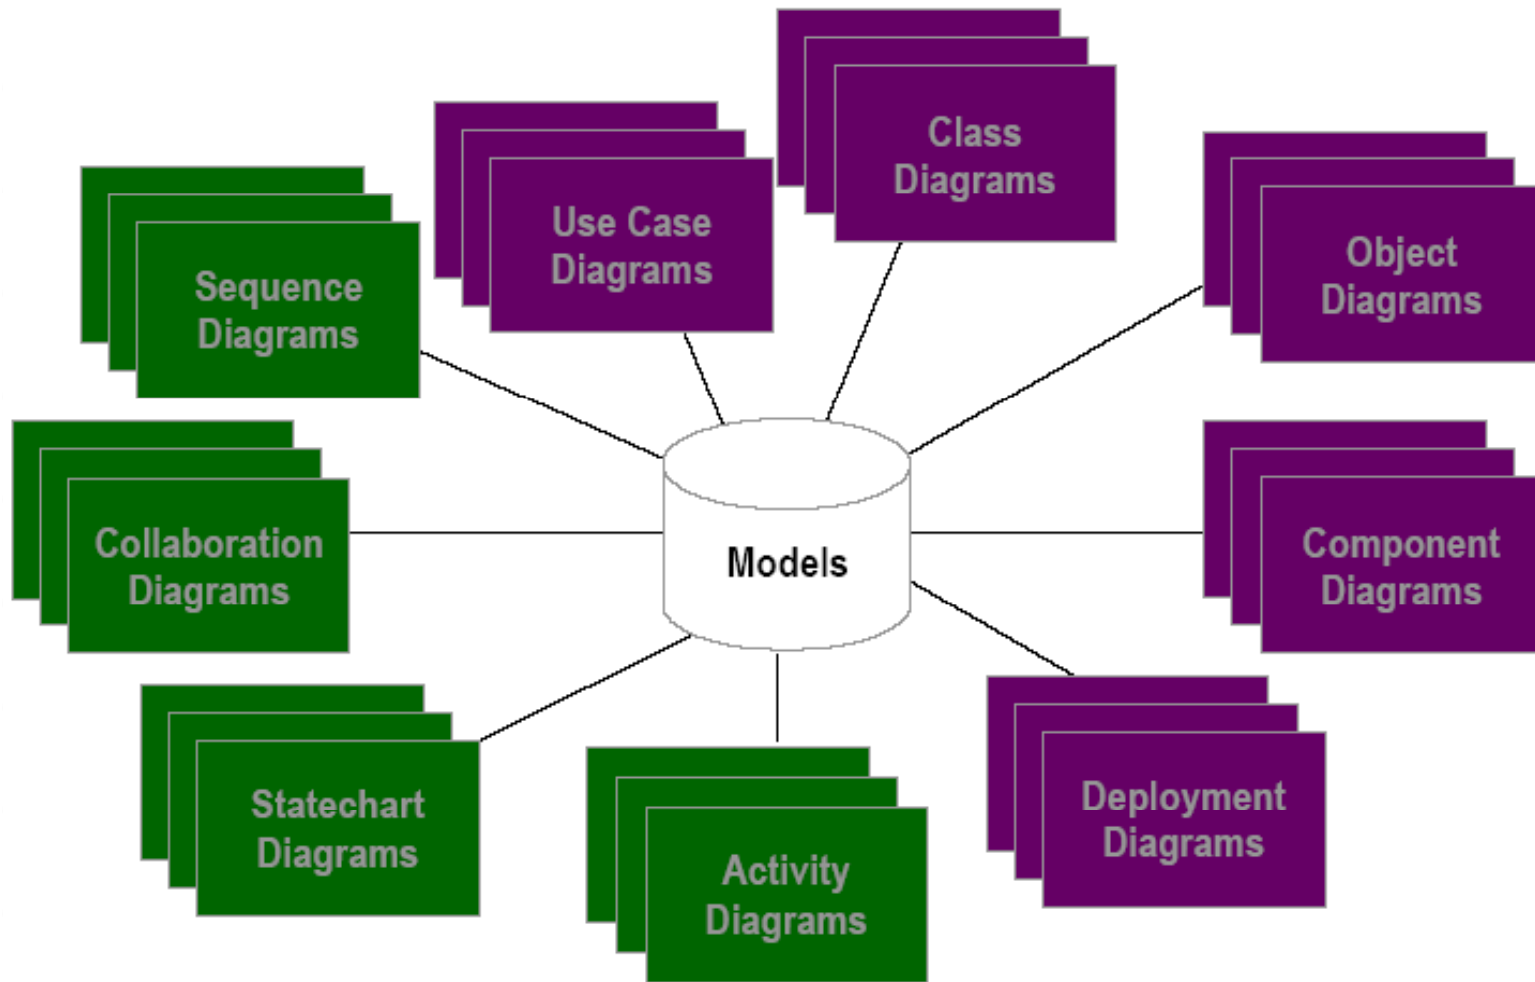 Class
Diagrams
Use Case
Diagrams
Object
Diagrams
Sequence
Diagrams
Collaboration
Diagrams
Models
Component
Diagrams
Statechart
Diagrams
Deployment
Diagrams
Activity
Diagrams